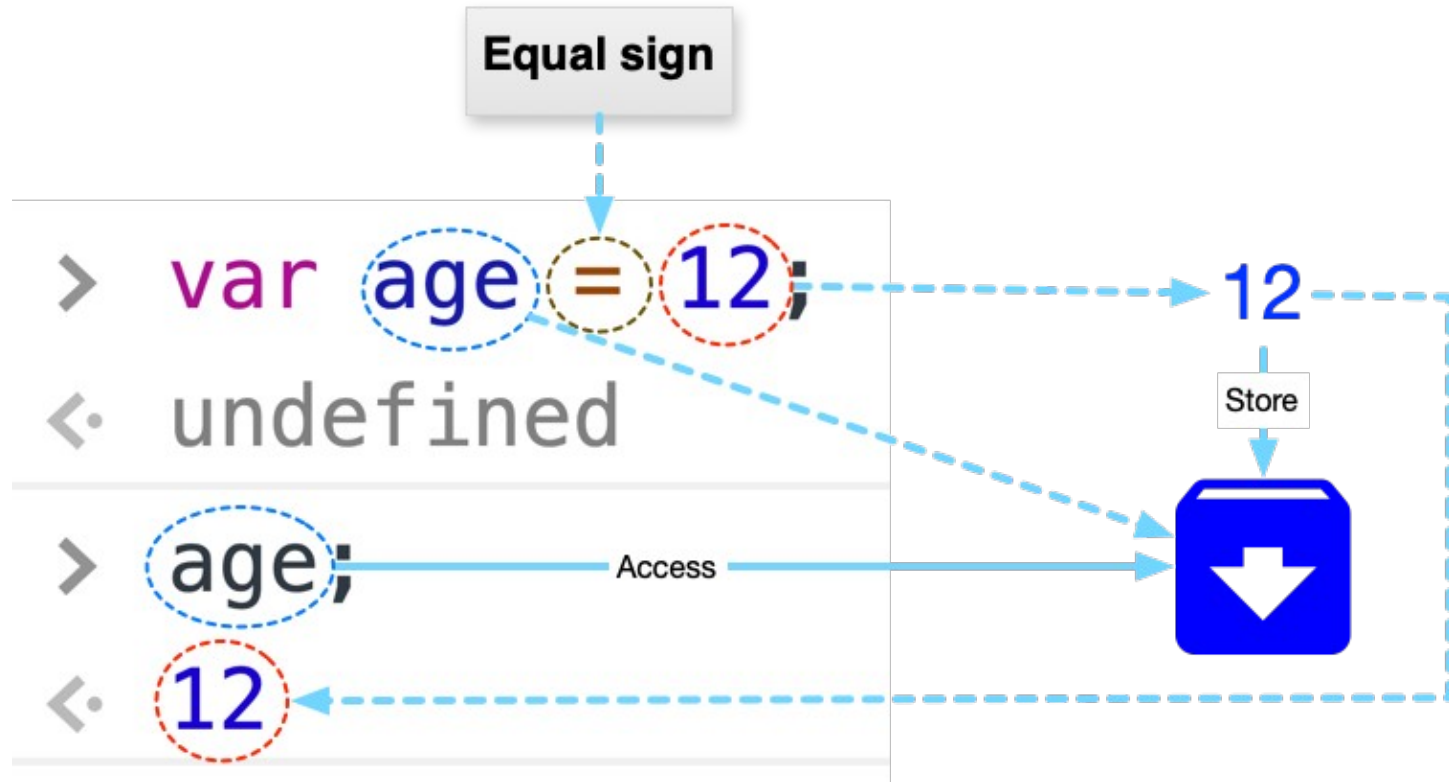 Equal sign
> var age = 12;
12
<· undefined
Store
> age;
Access
<· 12